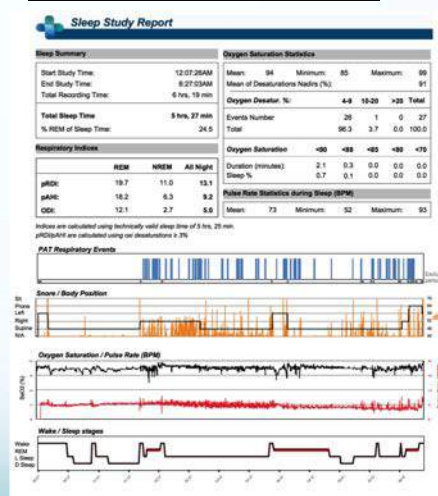 Sleep Study Report
Sleep Summary
Start Study Time: 12:07:26AM
End Study Time: 6:27:03AM
Total Recording Time: 6 hrs, 19 min
Total Sleep Time 5 hrs, 27 min
% REM of Sleep Time: 24.5
Respiratory Indices
REM NREM All Night
pRDI: 19.7 11.0 13.1
pAHI: 18.2 6.3 9.2
ODI: 12.1 2.7 5.0
Indices are calculated using technically valid sleep time of 5 hrs, 25 min.
pRDI/pAHI are calculated using oxi desaturations ≥ 3%
Oxygen Saturation Statistics
Mean: 94 Minimum: 85 Maximum: 99
Mean of Desaturations Nadirs (%): 91
Oxygen Desatur. %: 4-9 10-20 >20 Total
Events Number 26 1 0 27
Total 96.3 3.7 0.0 100.0
Oxygen Saturation <90 <88 <85 <80 <70
Duration (minutes): 2.1 0.3 0.0 0.0 0.0
Sleep % 0.7 0.1 0.0 0.0 0.0
Pulse Rate Statistics during Sleep (BPM)
Mean: 73 Minimum: 52 Maximum: 93
PAT Respiratory Events
Snore / Body Position
Sit
Prone
Left
Right
Supine
N/A
Oxygen Saturation / Pulse Rate (BPM)
SaO2 (%)
Wake / Sleep stages
Wake
REM
L Sleep
D Sleep